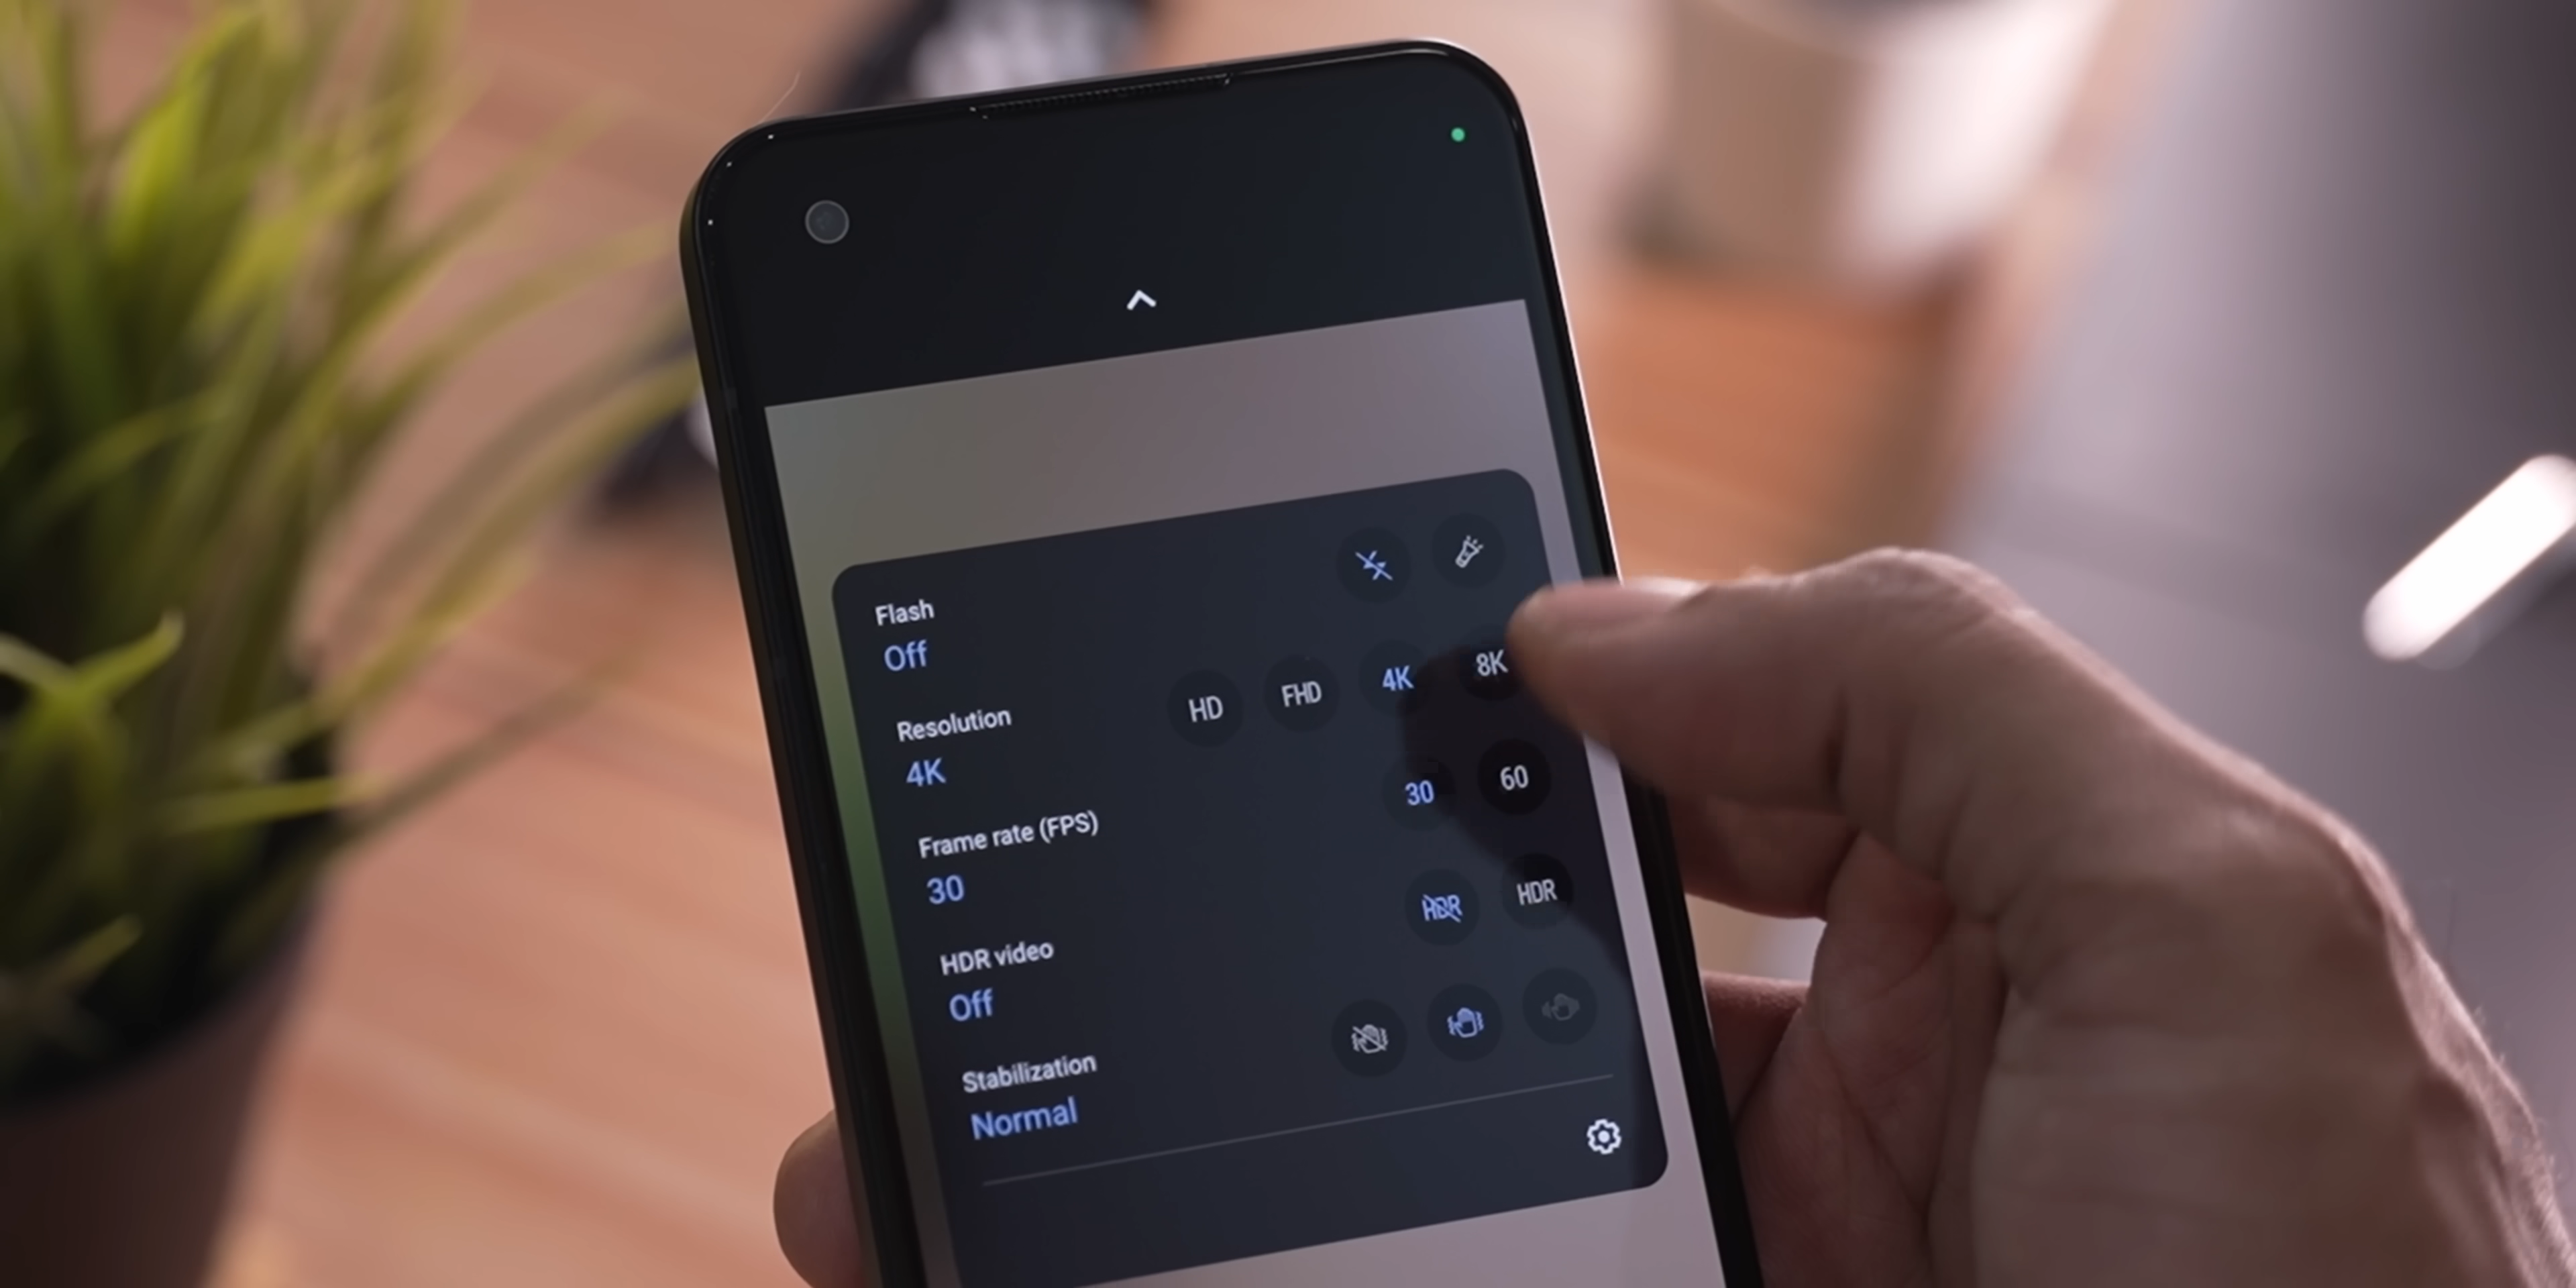 Flash
Off
Resolution
4K
HD FHD 4K 8K
Frame rate (FPS)
30
30 60
HDR video
Off
HDR HDR
Stabilization
Normal